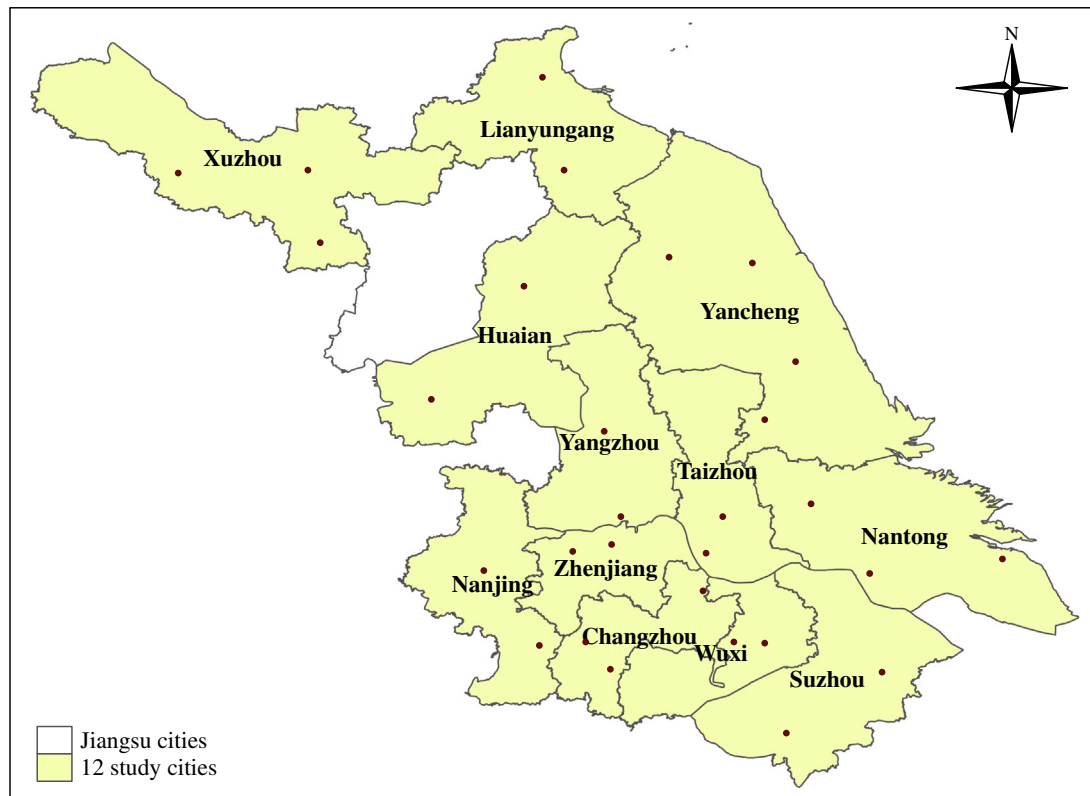 N
Lianyungang
Xuzhou
Yancheng
Huaian
Yangzhou
Taizhou
Nantong
Zhenjiang
Nanjing
Changzhou
Wuxi
Suzhou
Jiangsu cities
12 study cities